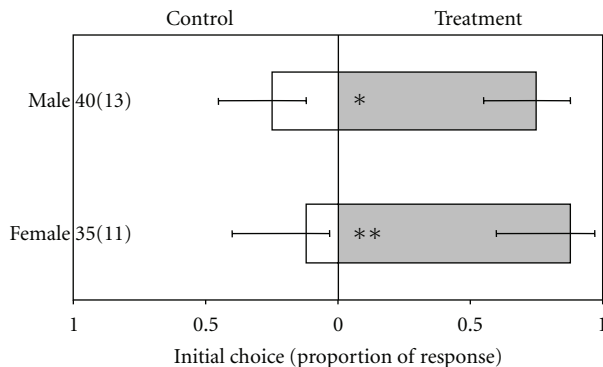 Control Treatment
Male 40(13)
*
Female 35(11)
**
1 0.5 0 0.5 1
Initial choice (proportion of response)